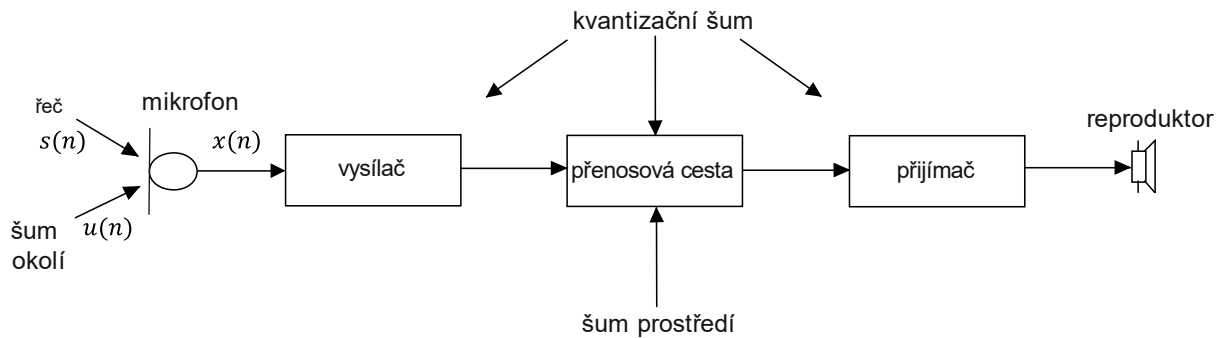 kvantizační šum
řeč
mikrofon
s(n)
x(n)
reproduktor
vysílač
přenosová cesta
přijímač
u(n)
šum
okolí
šum prostředí